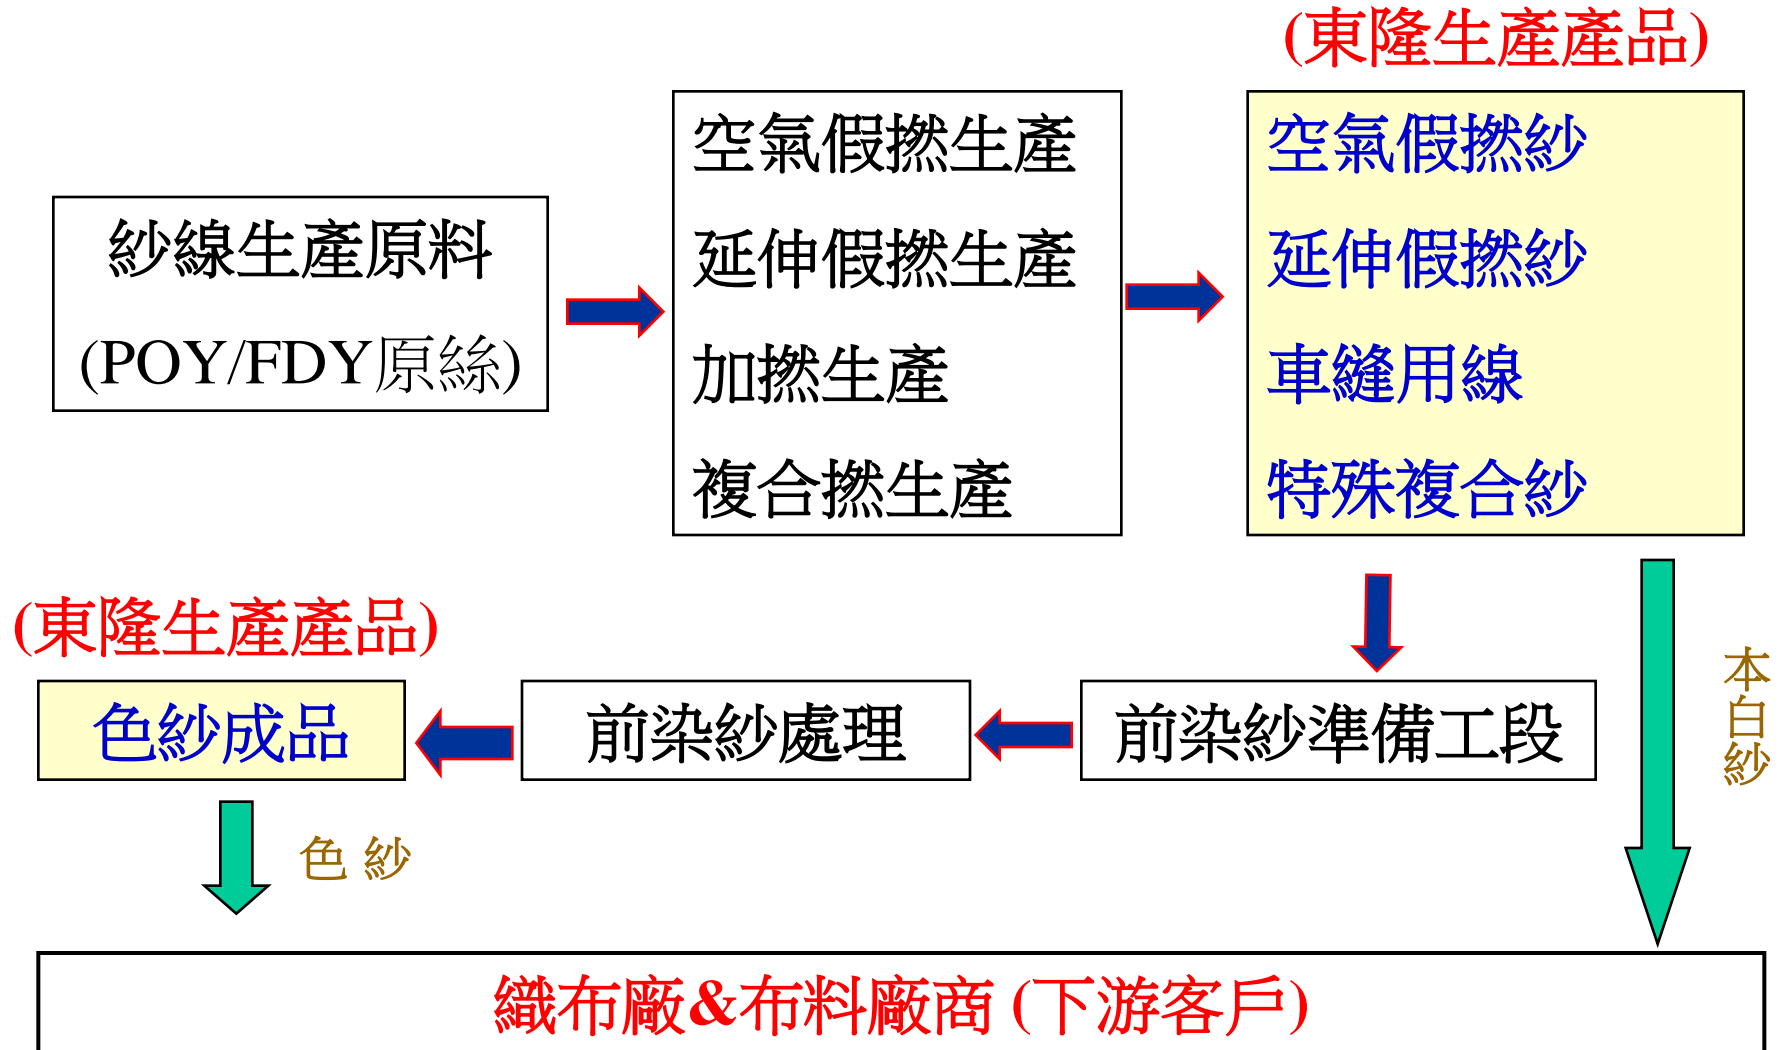 (東隆生產產品)
紗線生產原料
(POY/FDY原絲)
空氣假撚生產
延伸假撚生產
加撚生產
複合撚生產
空氣假撚紗
延伸假撚紗
車縫用線
特殊複合紗
(東隆生產產品)
色紗成品
前染紗處理
前染紗準備工段
本白紗
色 紗
織布廠&布料廠商 (下游客戶)